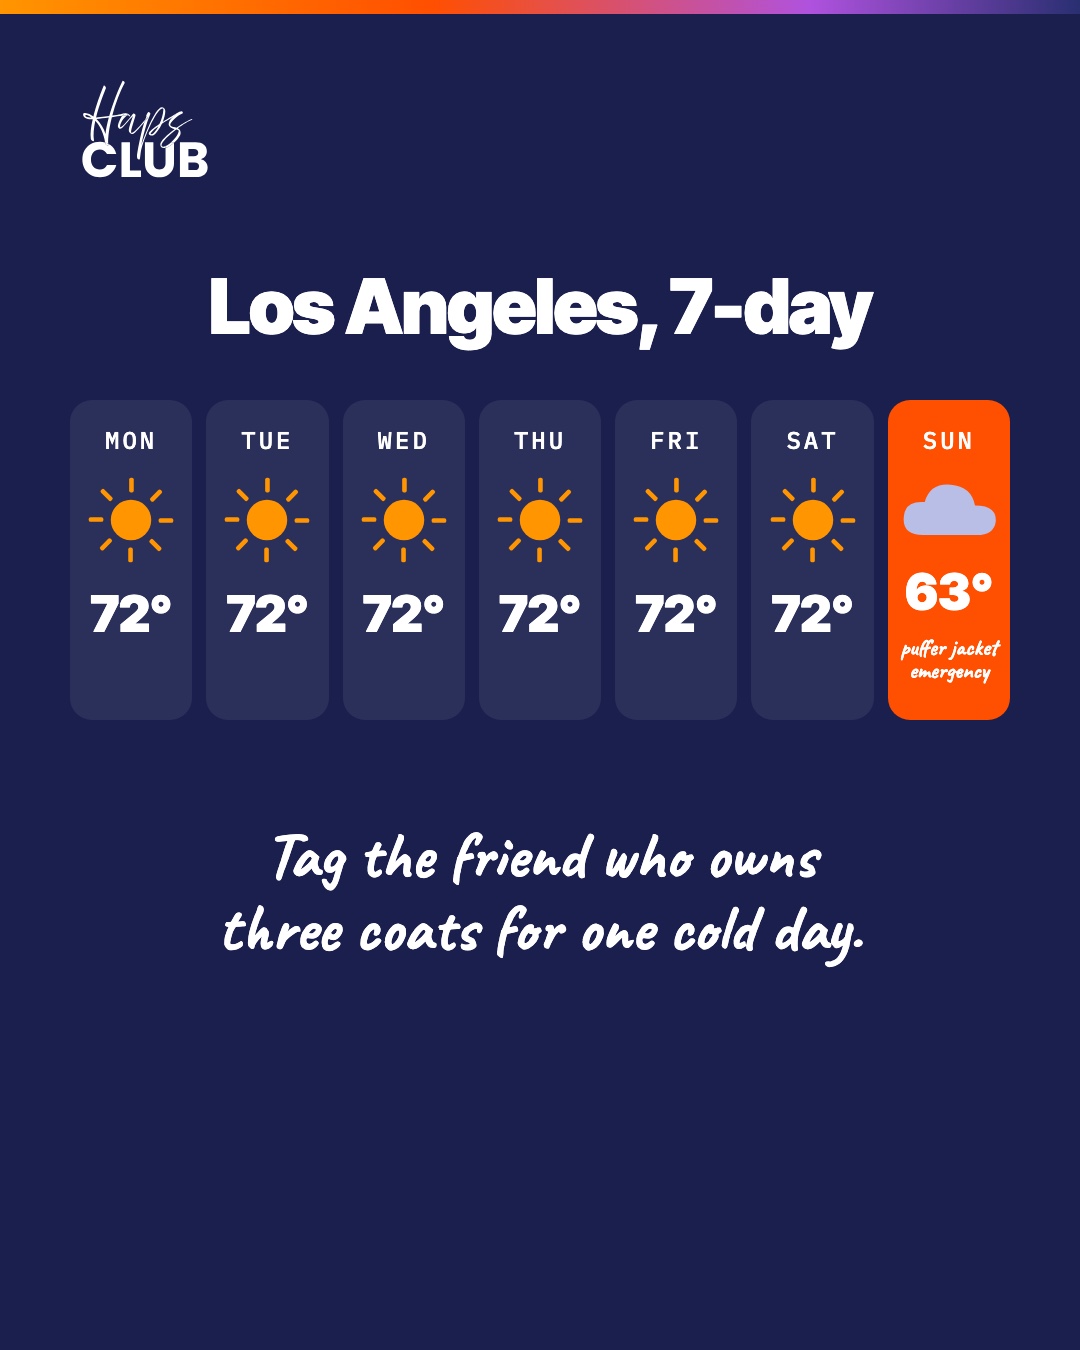 Haps
CLUB
Los Angeles, 7-day
MON
TUE
WED
THU
FRI
SAT
SUN
72°
72°
72°
72°
72°
72°
63°
puffer jacket
emergency
Tag the friend who owns
three coats for one cold day.